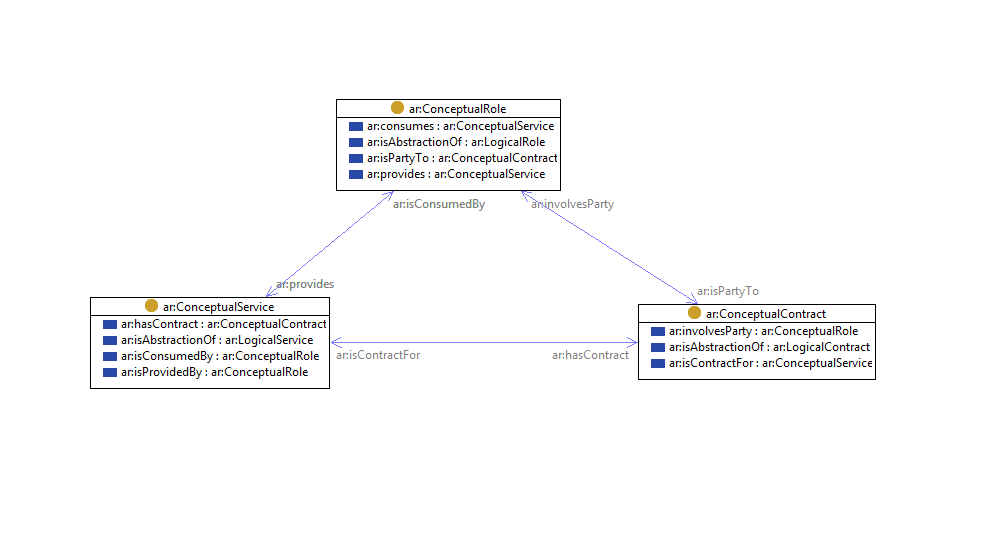 ar:ConceptualRole
ar:consumes : ar:ConceptualService
ar:isAbstractionOf : ar:LogicalRole
ar:isPartyTo : ar:ConceptualContract
ar:provides : ar:ConceptualService
ar:isConsumedBy
ar:involvesParty
ar:provides
ar:isPartyTo
ar:ConceptualService
ar:hasContract : ar:ConceptualContract
ar:isAbstractionOf : ar:LogicalService
ar:isConsumedBy : ar:ConceptualRole
ar:isProvidedBy : ar:ConceptualRole
ar:isContractFor
ar:hasContract
ar:ConceptualContract
ar:involvesParty : ar:ConceptualRole
ar:isAbstractionOf : ar:LogicalContract
ar:isContractFor : ar:ConceptualService